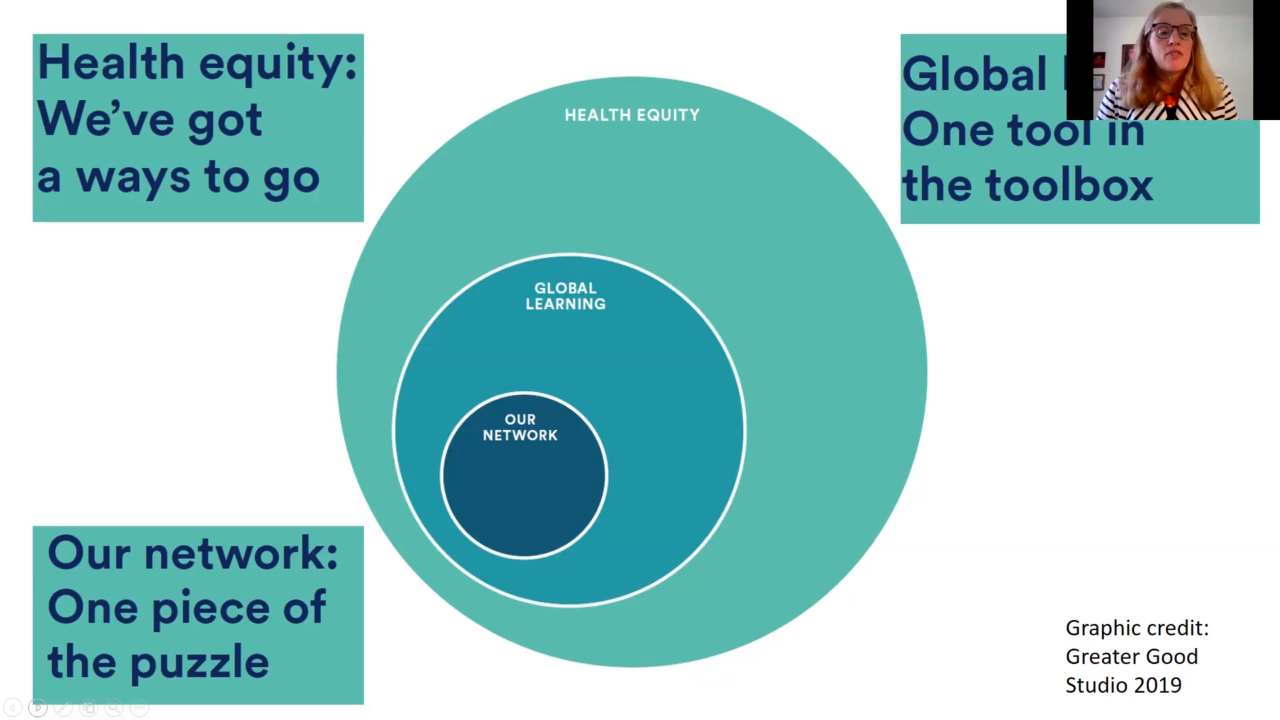 Health equity:
We've got
a ways to go
HEALTH EQUITY
Global
One tool in
the toolbox
GLOBAL
LEARNING
OUR
NETWORK
Our network:
One piece of
the puzzle
Graphic credit:
Greater Good
Studio 2019